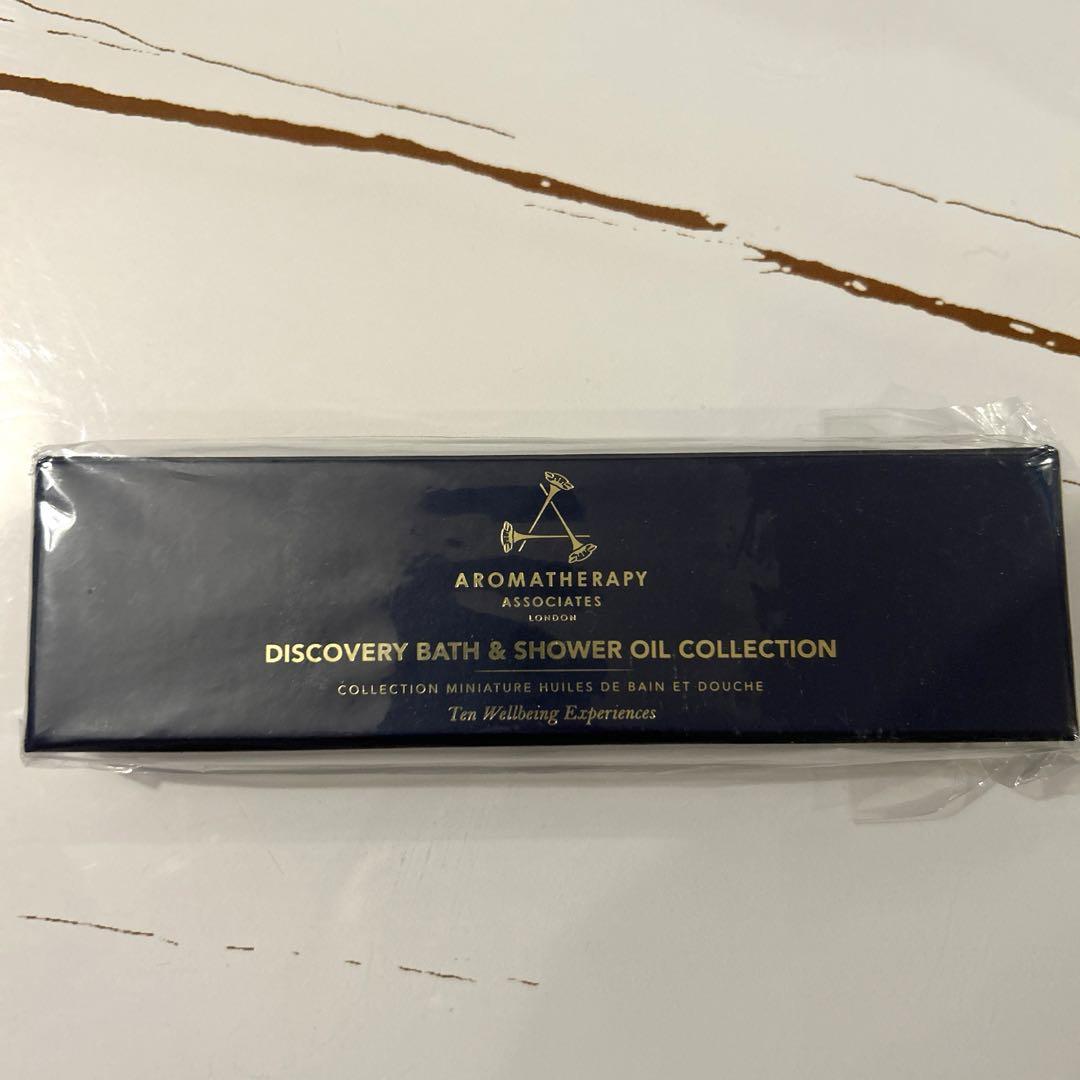 AROMATHERAPY
ASSOCIATES
LONDON
DISCOVERY BATH & SHOWER OIL COLLECTION
COLLECTION MINIATURE HUILES DE BAIN ET DOUCHE
Ten Wellbeing Experiences